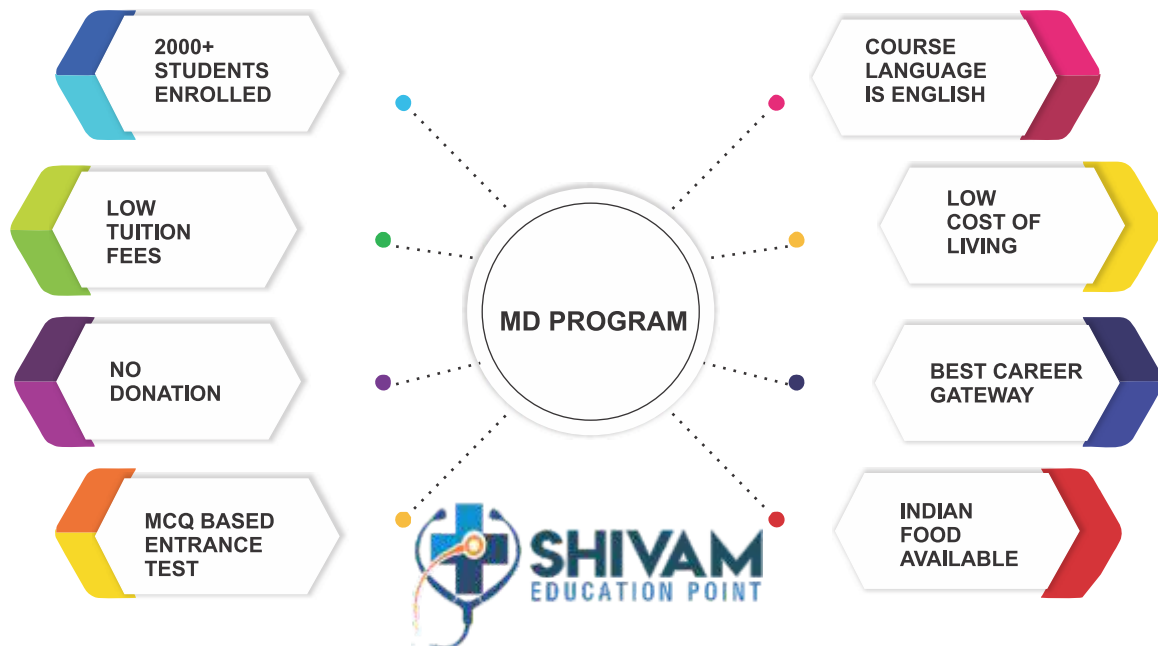 2000+
STUDENTS
ENROLLED
LOW
TUITION
FEES
NO
DONATION
MCQ BASED
ENTRANCE
TEST
MD PROGRAM
COURSE
LANGUAGE
IS ENGLISH
LOW
COST OF
LIVING
BEST CAREER
GATEWAY
INDIAN
FOOD
AVAILABLE
SHIVAM
EDUCATION POINT